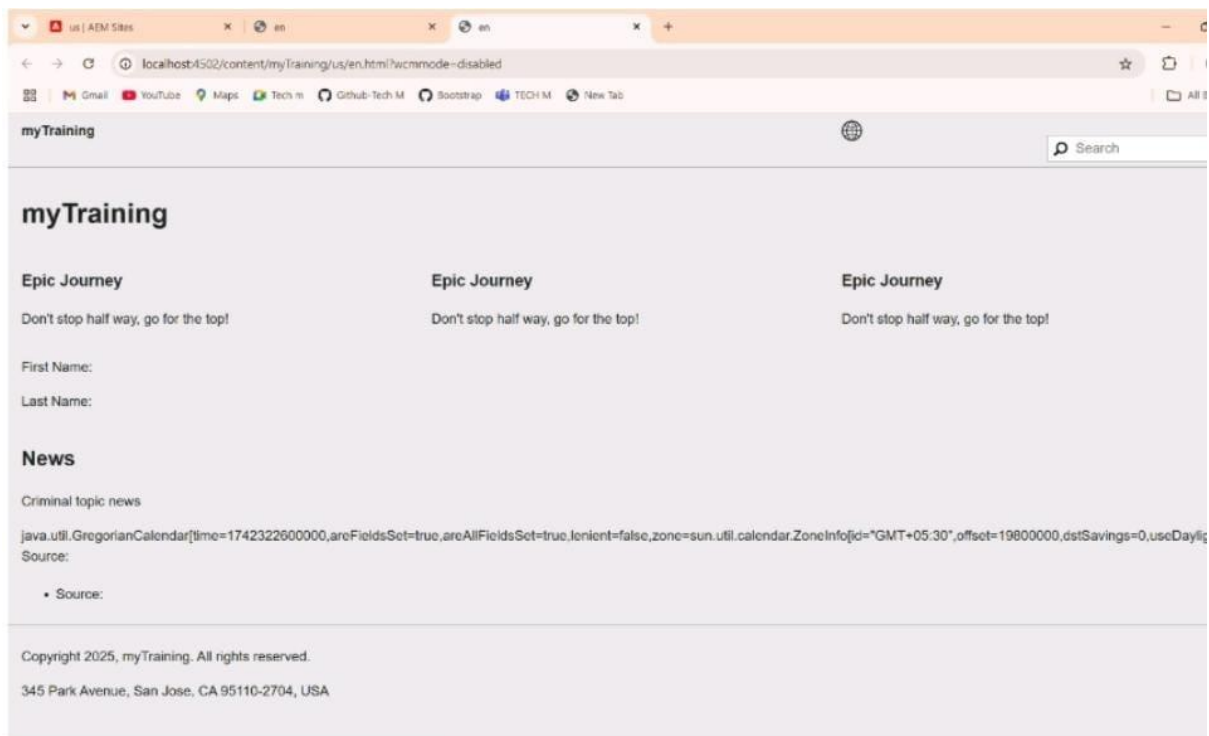 us | AEM Sites
en
en
localhost:4502/content/myTraining/us/en.html?wcmmode=disabled
Gmail YouTube Maps Tech m Github-Tech M Bootstrap TECH M New Tab All B
myTraining
Search
myTraining
Epic Journey Epic Journey Epic Journey
Don't stop half way, go for the top! Don't stop half way, go for the top! Don't stop half way, go for the top!
First Name:
Last Name:
News
Criminal topic news
java.util.GregorianCalendar[time=1742322600000,areFieldsSet=true,areAllFieldsSet=true,lenient=false,zone=sun.util.calendar.ZoneInfo[id="GMT+05:30",offset=19800000,dstSavings=0,useDaylig
Source:
• Source:
Copyright 2025, myTraining. All rights reserved.
345 Park Avenue, San Jose, CA 95110-2704, USA